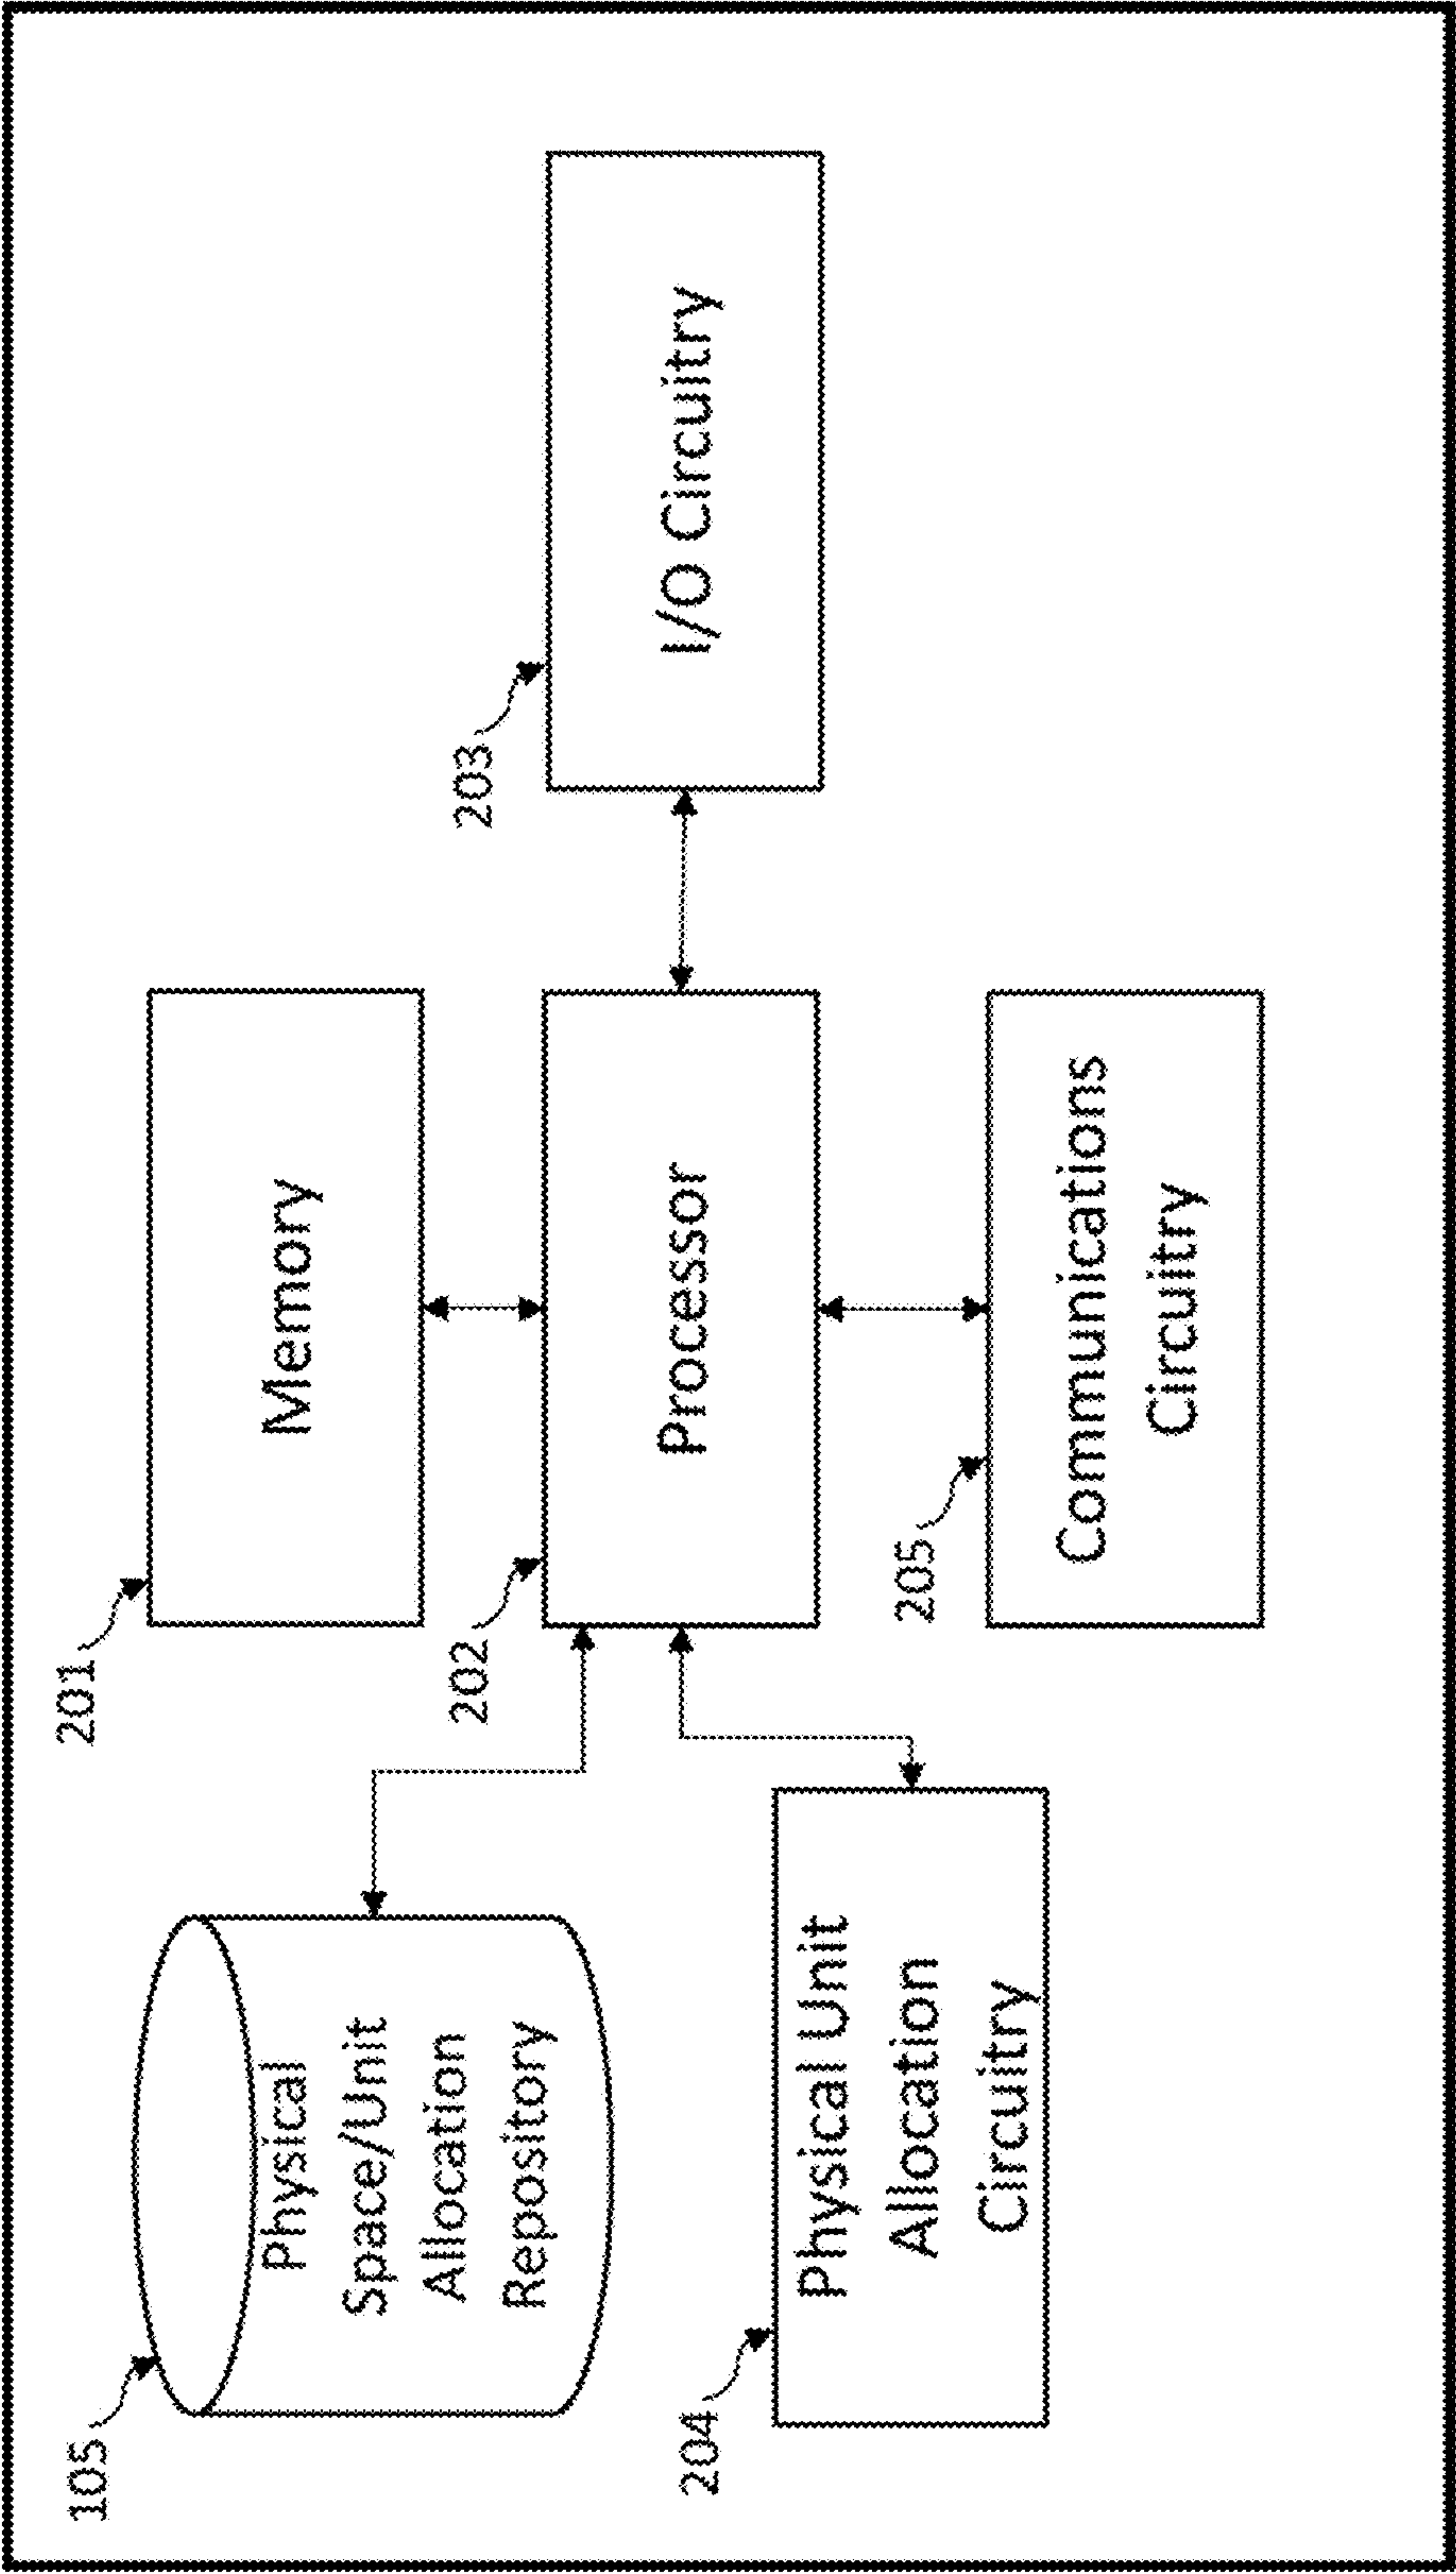 105
Physical
Space/Unit
Allocation
Repository
201
Memory
202
Processor
203
I/O Circuitry
204
Physical Unit
Allocation
Circuitry
205
Communications
Circuitry